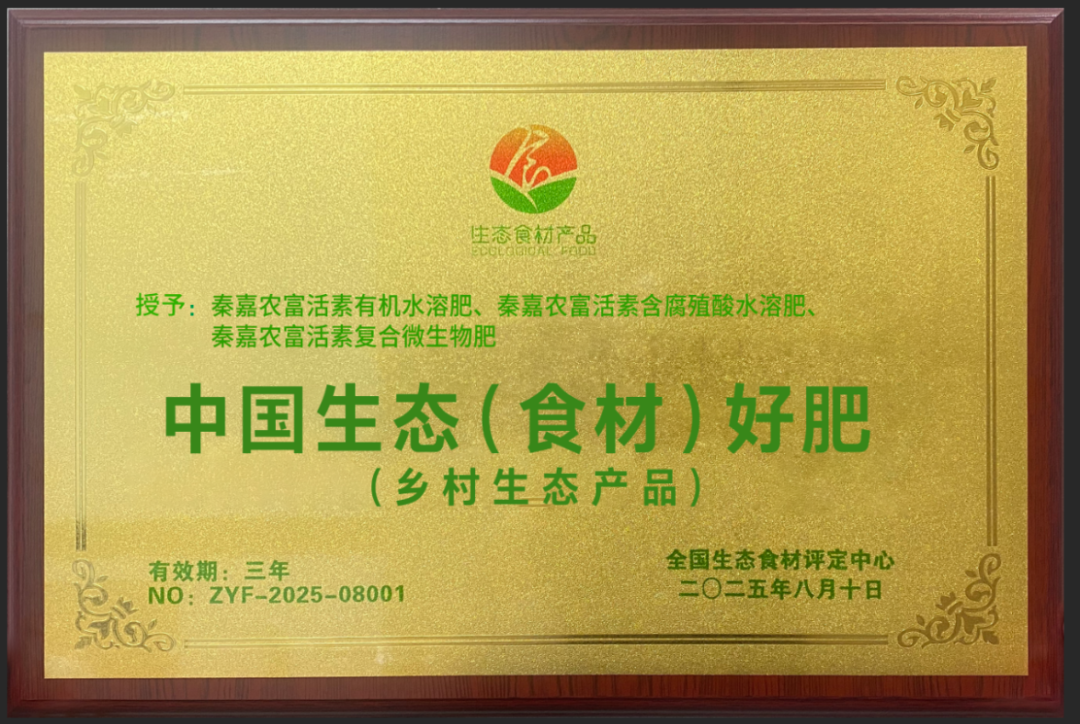 生态食材产品
ECOLOGICAL FOOD
授予：秦嘉农富活素有机水溶肥、秦嘉农富活素含腐殖酸水溶肥、
秦嘉农富活素复合微生物肥
中国生态（食材）好肥
（乡村生态产品）
有效期：三年
NO：ZYF-2025-08001
全国生态食材评定中心
二〇二五年八月十日